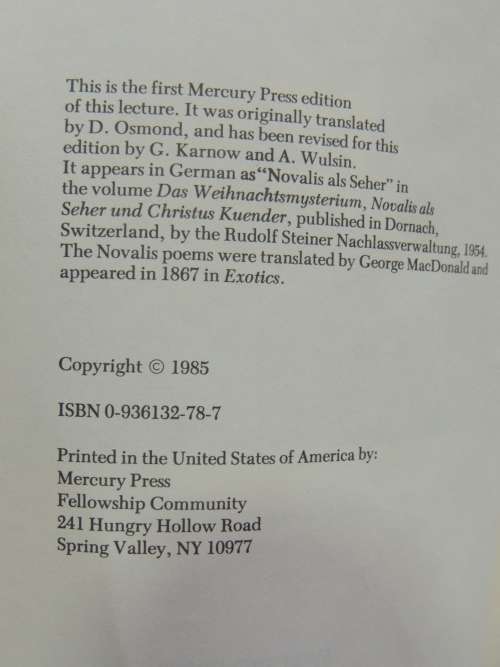 This is the first Mercury Press edition
of this lecture. It was originally translated
by D. Osmond, and has been revised for this
edition by G. Karnow and A. Wulsin.
It appears in German as“Novalis als Seher” in
the volume Das Weihnachtsmysterium, Novalis als
Seher und Christus Kuender, published in Dornach,
Switzerland, by the Rudolf Steiner Nachlassverwaltung, 1954.
The Novalis poems were translated by George MacDonald and
appeared in 1867 in Exotics.
Copyright © 1985
ISBN 0-936132-78-7
Printed in the United States of America by:
Mercury Press
Fellowship Community
241 Hungry Hollow Road
Spring Valley, NY 10977